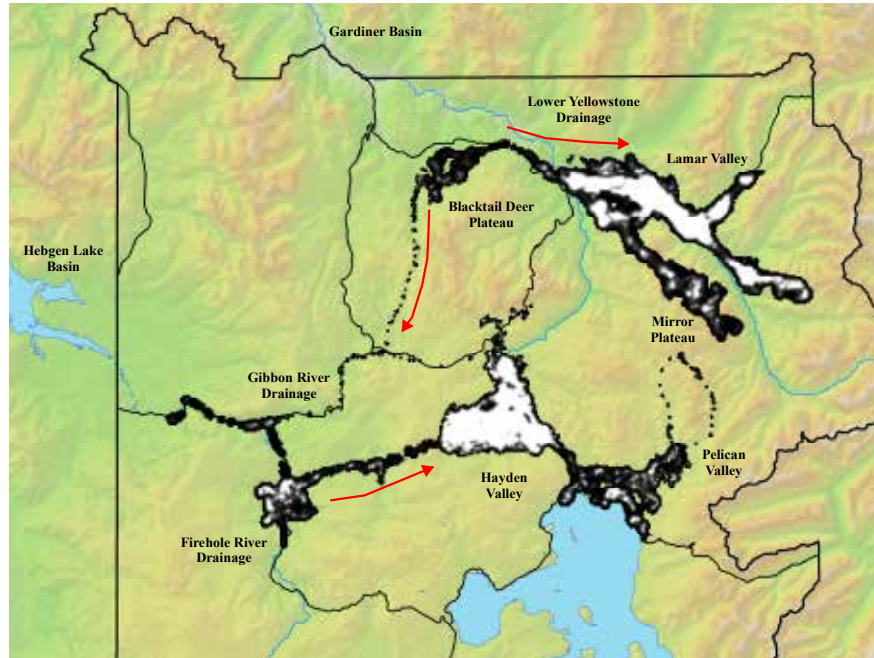 Gardiner Basin
Lower Yellowstone
Drainage
Lamar Valley
Blacktail Deer
Plateau
Hebgen Lake
Basin
Mirror
Plateau
Gibbon River
Drainage
Pelican
Valley
Hayden
Valley
Firehole River
Drainage